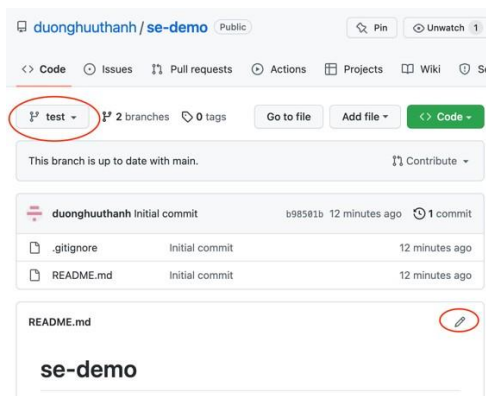 duonghuuthanh / se-demo Public Pin Unwatch 1
Code Issues Pull requests Actions Projects Wiki
test 2 branches 0 tags Go to file Add file Code
This branch is up to date with main. Contribute
duonghuuthanh Initial commit b98501b 12 minutes ago 1 commit
.gitignore Initial commit 12 minutes ago
README.md Initial commit 12 minutes ago
README.md
se-demo